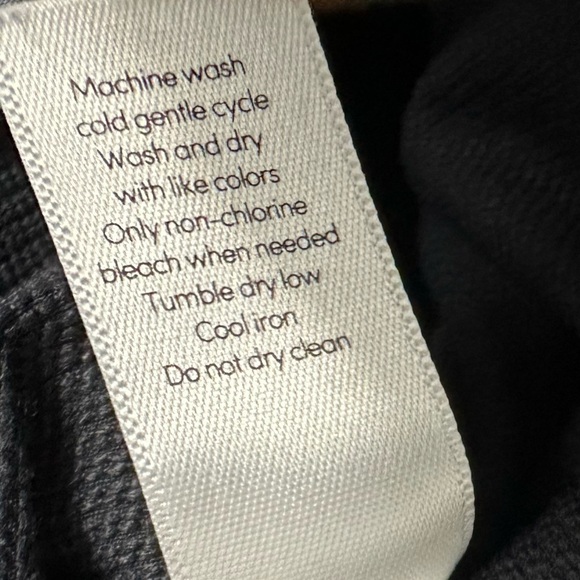 Machine wash
cold gentle cycle
Wash and dry
with like colors
Only non-chlorine
bleach when needed
Tumble dry low
Cool iron
Do not dry clean